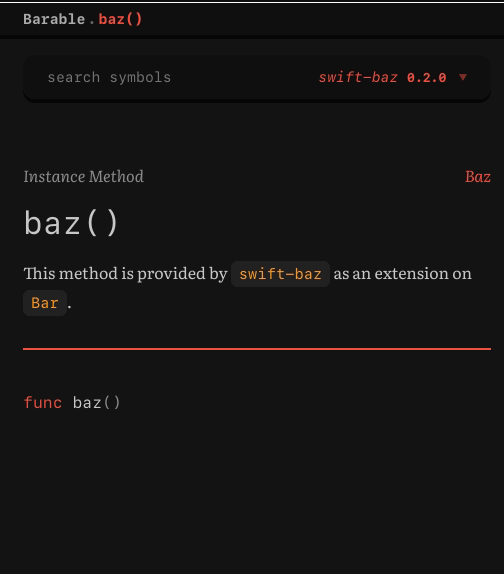 Barable.baz()
search symbols swift-baz 0.2.0 ▼
Instance Method Baz
baz()
This method is provided by swift-baz as an extension on
Bar.
func baz()